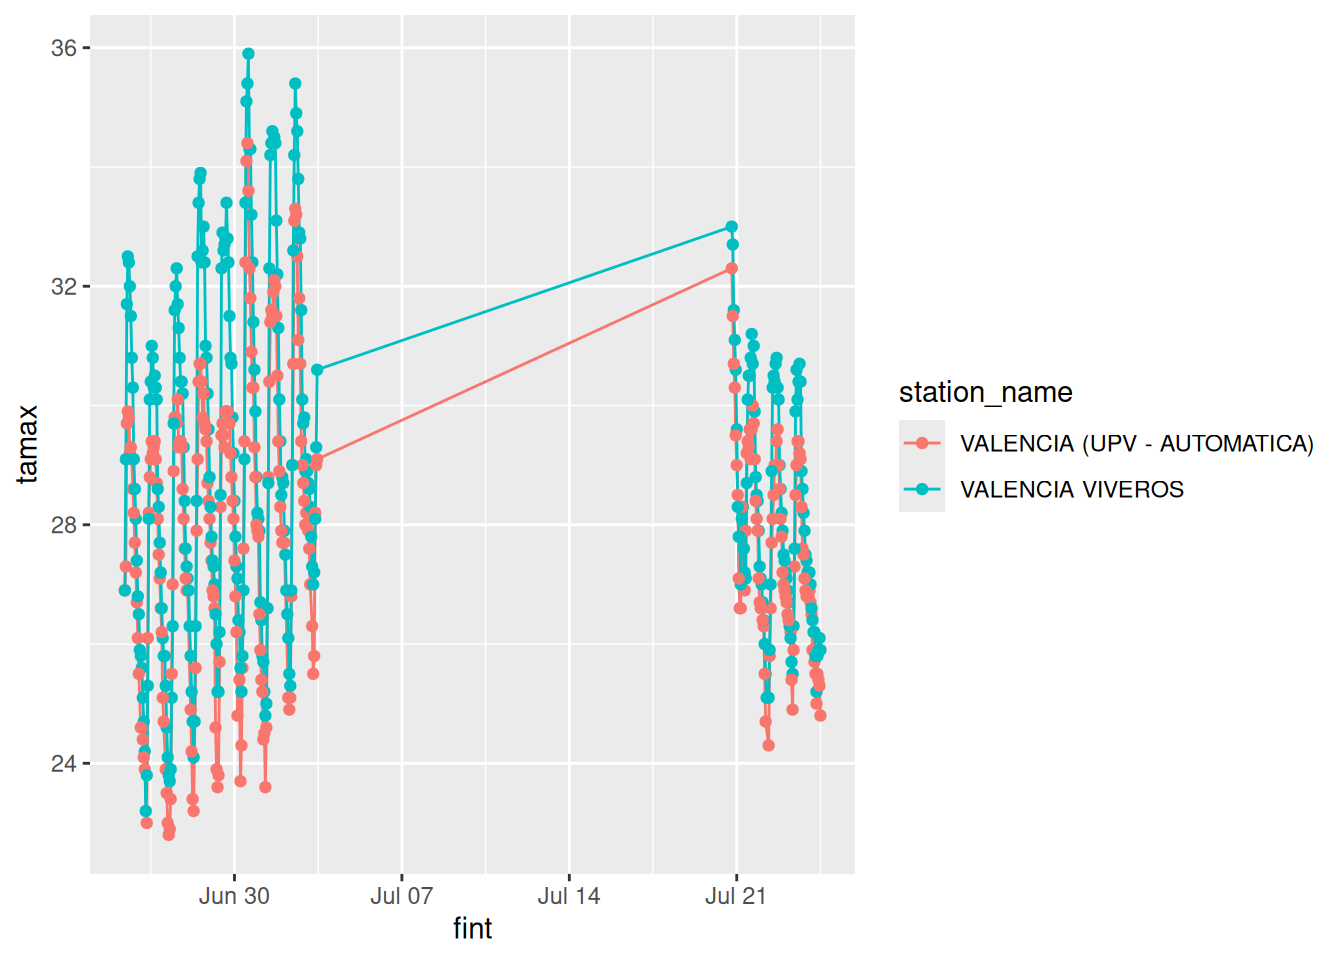 36
32
28
24
tamax
Jun 30
Jul 07
Jul 14
Jul 21
fint
station_name
VALENCIA (UPV - AUTOMATICA)
VALENCIA VIVEROS